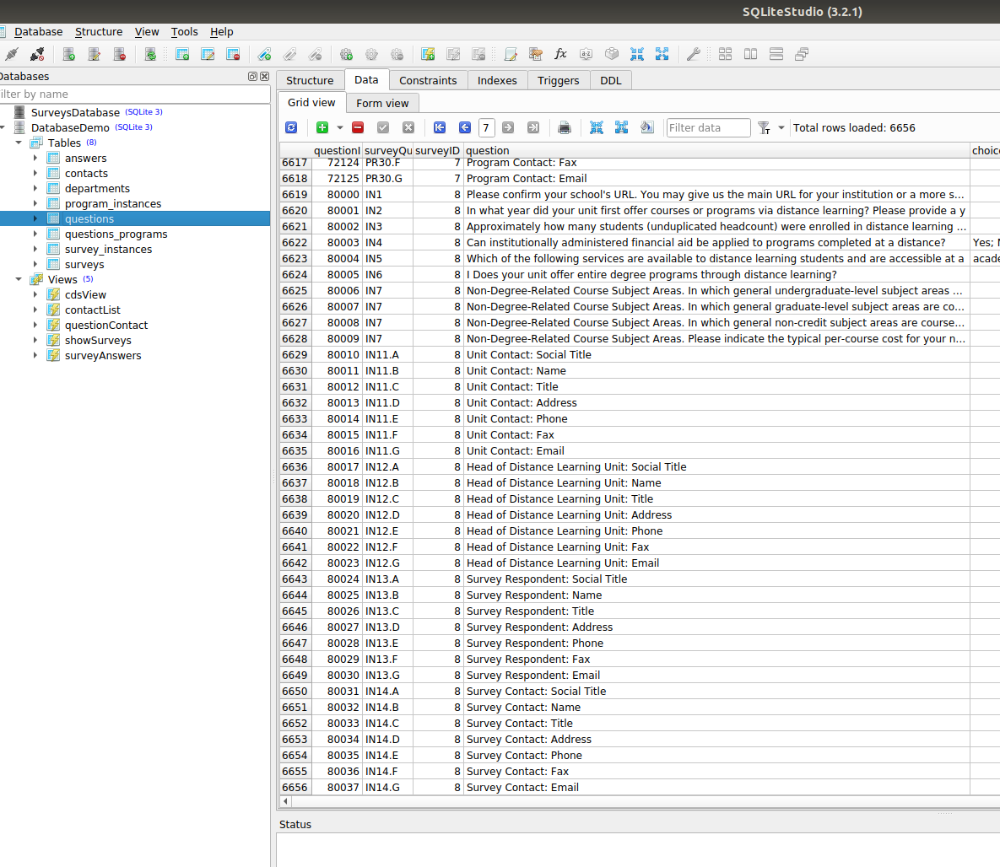 SQLiteStudio (3.2.1)
Database Structure View Tools Help
Databases
Structure Data Constraints Indexes Triggers DDL
ilter by name
Grid view Form view
SurveysDatabase (SQLite 3)
DatabaseDemo (SQLite 3)
Tables (8)
answers
contacts
departments
program_instances
questions
questions_programs
survey_instances
surveys
Views (5)
cdsView
contactList
questionContact
showSurveys
surveyAnswers
7 Filter data Total rows loaded: 6656
questionI surveyQu surveyID question choice
6617 72124 PR30.F 7 Program Contact: Fax
6618 72125 PR30.G 7 Program Contact: Email
6619 80000 IN1 8 Please confirm your school's URL. You may give us the main URL for your institution or a more s...
6620 80001 IN2 8 In what year did your unit first offer courses or programs via distance learning? Please provide a y
6621 80002 IN3 8 Approximately how many students (unduplicated headcount) were enrolled in distance learning ...
6622 80003 IN4 8 Can institutionally administered financial aid be applied to programs completed at a distance? Yes; N
6623 80004 IN5 8 Which of the following services are available to distance learning students and are accessible at a acade
6624 80005 IN6 8 I Does your unit offer entire degree programs through distance learning?
6625 80006 IN7 8 Non-Degree-Related Course Subject Areas. In which general undergraduate-level subject areas ...
6626 80007 IN7 8 Non-Degree-Related Course Subject Areas. In which general graduate-level subject areas are co...
6627 80008 IN7 8 Non-Degree-Related Course Subject Areas. In which general non-credit subject areas are course...
6628 80009 IN7 8 Non-Degree-Related Course Subject Areas. Please indicate the typical per-course cost for your n...
6629 80010 IN11.A 8 Unit Contact: Social Title
6630 80011 IN11.B 8 Unit Contact: Name
6631 80012 IN11.C 8 Unit Contact: Title
6632 80013 IN11.D 8 Unit Contact: Address
6633 80014 IN11.E 8 Unit Contact: Phone
6634 80015 IN11.F 8 Unit Contact: Fax
6635 80016 IN11.G 8 Unit Contact: Email
6636 80017 IN12.A 8 Head of Distance Learning Unit: Social Title
6637 80018 IN12.B 8 Head of Distance Learning Unit: Name
6638 80019 IN12.C 8 Head of Distance Learning Unit: Title
6639 80020 IN12.D 8 Head of Distance Learning Unit: Address
6640 80021 IN12.E 8 Head of Distance Learning Unit: Phone
6641 80022 IN12.F 8 Head of Distance Learning Unit: Fax
6642 80023 IN12.G 8 Head of Distance Learning Unit: Email
6643 80024 IN13.A 8 Survey Respondent: Social Title
6644 80025 IN13.B 8 Survey Respondent: Name
6645 80026 IN13.C 8 Survey Respondent: Title
6646 80027 IN13.D 8 Survey Respondent: Address
6647 80028 IN13.E 8 Survey Respondent: Phone
6648 80029 IN13.F 8 Survey Respondent: Fax
6649 80030 IN13.G 8 Survey Respondent: Email
6650 80031 IN14.A 8 Survey Contact: Social Title
6651 80032 IN14.B 8 Survey Contact: Name
6652 80033 IN14.C 8 Survey Contact: Title
6653 80034 IN14.D 8 Survey Contact: Address
6654 80035 IN14.E 8 Survey Contact: Phone
6655 80036 IN14.F 8 Survey Contact: Fax
6656 80037 IN14.G 8 Survey Contact: Email
Status